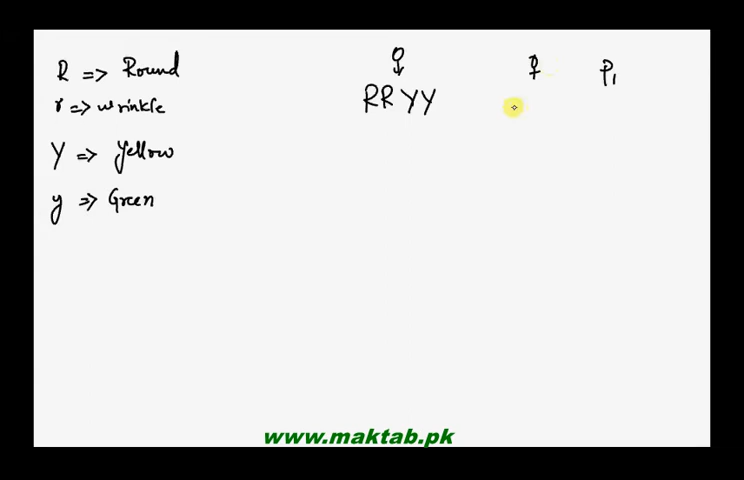 R => Round
r => wrinkle
Y => Yellow
y => Green
♂ ♀ P1
RRYY
www.maktab.pk